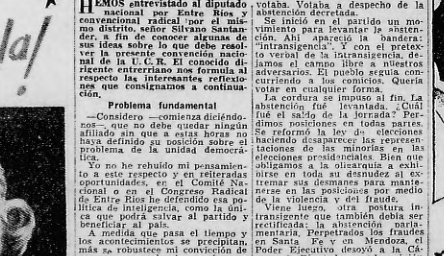 la!
HEMOS entrevistado al diputado
nacional por Entre Ríos y
convencional radical por el mis-
mo distrito, señor Silvano Santan-
der, a fin de conocer algunas de
sus ideas sobre lo que debe resol-
ver la presente convención nacio-
nal de la U. C. R. El conocido di-
rigente entrerriano nos formula al
respecto las interesantes reflexio-
nes que consignamos a continua-
ción.
Problema fundamental
—Considero —comienza diciéndo-
nos—, que no debe quedar ningún
afiliado sin que a estas horas no
haya definido su posición sobre el
problema de la unidad democrá-
tica.
Yo no he rehuído mi pensamien-
to a este respecto y en reiteradas
oportunidades, en el Comité Na-
cional o en el Congreso Radical
de Entre Ríos he defendido esa po-
lítica de inteligencia, como la úni-
ca que podrá salvar al partido y
beneficiar al país.
A medida que pasa el tiempo y
los acontecimientos se precipitan,
más se robustece mi convicción de
votaba. Votaba a despecho de la
abstención decretada.
Se inició en el partido un mo-
vimiento para levantar la absten-
ción. Ahí apareció la bandera:
"intransigencia". Y con el pretex-
to verbal de la intransigencia, de-
jamos el campo libre a nuestros
adversarios. El pueblo seguía con-
curriendo a los comicios. Quería
votar en cualquier forma.
La cordura se impuso al fin. La
abstención fué levantada. ¿Cuál
fué el saldo de la jornada? Per-
dimos posiciones en todas partes.
Se reformó la ley de elecciones
haciendo desaparecer las represen-
taciones de las minorías en las
elecciones presidenciales. Bien que
obligamos a la oligarquía a exhi-
birse en toda su desnudez al ex-
tremar sus desmanes para mante-
nerse en las posiciones por medio
de la violencia y del fraude.
Viene luego, otra postura in-
transigente que también debía ser
rectificada: la abstención parla-
mentaria. Perpetrados los fraudes
en Santa Fe y en Mendoza, el
Poder Ejecutivo desoyó a la Cá-